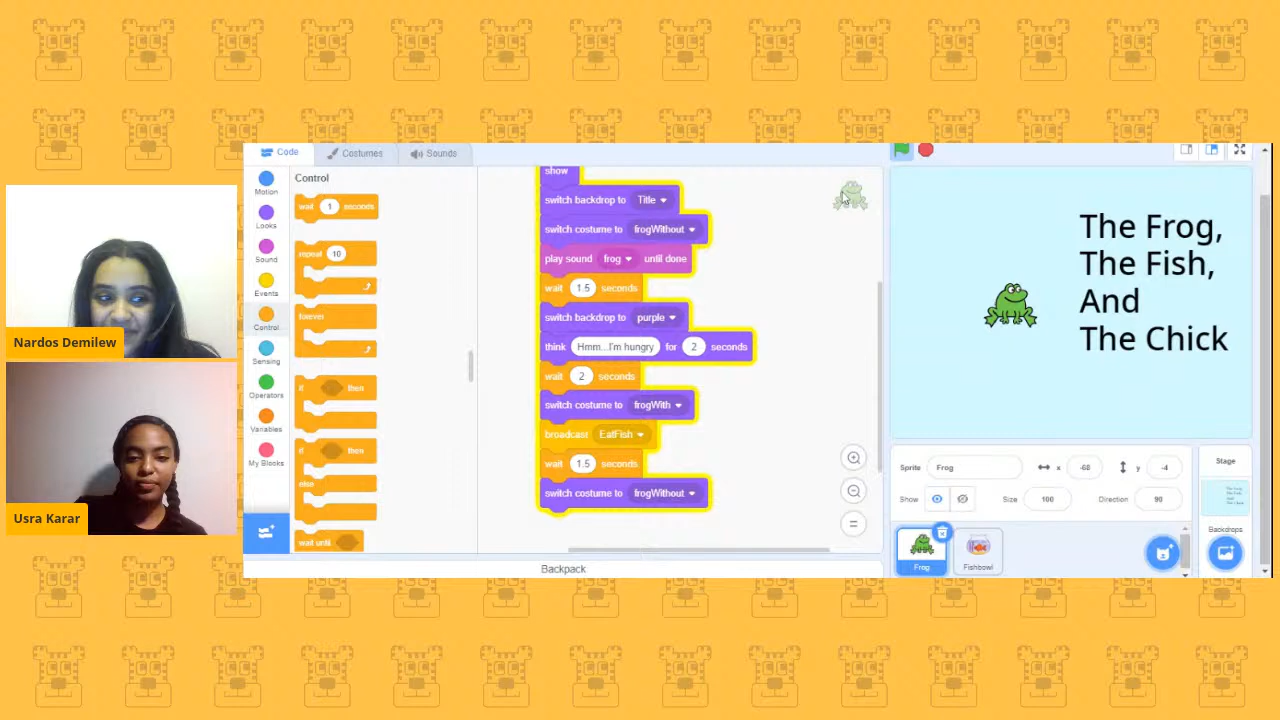 Code
Costumes
Sounds
Motion
Looks
Sound
Events
Control
Sensing
Operators
Variables
My Blocks
Control
wait 1 seconds
repeat 10
forever
if then
if then
else
wait until
show
switch backdrop to Title
switch costume to frogWithout
play sound frog until done
wait 1.5 seconds
switch backdrop to purple
think Hmm...I'm hungry for 2 seconds
wait 2 seconds
switch costume to frogWith
broadcast EatFish
wait 1.5 seconds
switch costume to frogWithout
Backpack
The Frog,
The Fish,
And
The Chick
Sprite Frog x -68 y -4
Show Size 100 Direction 90
Frog
Fishbowl
Stage
Backdrops
Nardos Demilew
Usra Karar